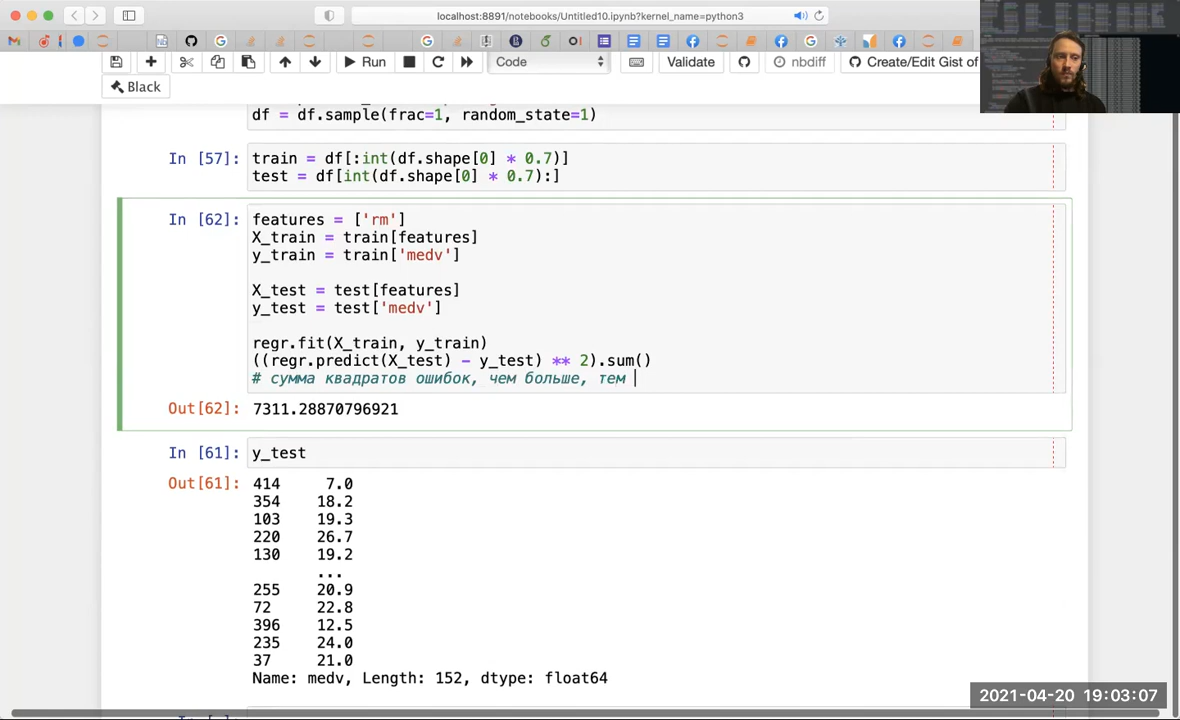 localhost:8891/notebooks/Untitled10.ipynb?kernel_name=python3
Run
Code
Validate
nbdiff
Create/Edit Gist of
Black
df = df.sample(frac=1, random_state=1)
In [57]:
train = df[:int(df.shape[0] * 0.7)]
test = df[int(df.shape[0] * 0.7):]
In [62]:
features = ['rm']
X_train = train[features]
y_train = train['medv']
X_test = test[features]
y_test = test['medv']
regr.fit(X_train, y_train)
((regr.predict(X_test) - y_test) ** 2).sum()
# сумма квадратов ошибок, чем больше, тем
Out[62]:
7311.28870796921
In [61]:
y_test
Out[61]:
414 7.0
354 18.2
103 19.3
220 26.7
130 19.2
...
255 20.9
72 22.8
396 12.5
235 24.0
37 21.0
Name: medv, Length: 152, dtype: float64
2021-04-20 19:03:07